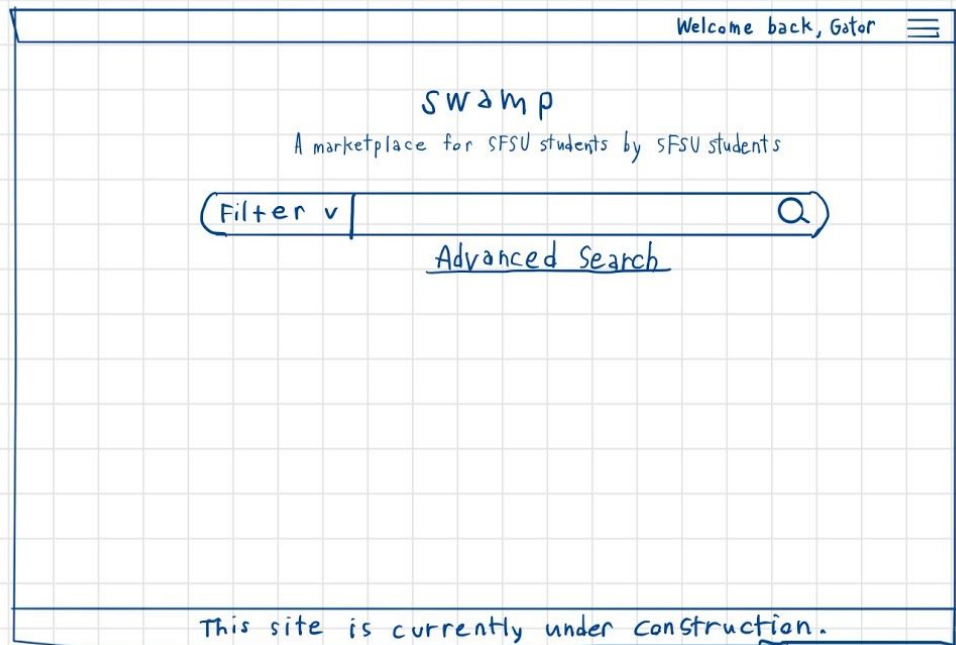 Welcome back, Gator
swamp
A marketplace for SFSU students by SFSU students
Filter v
Advanced Search
This site is currently under construction.